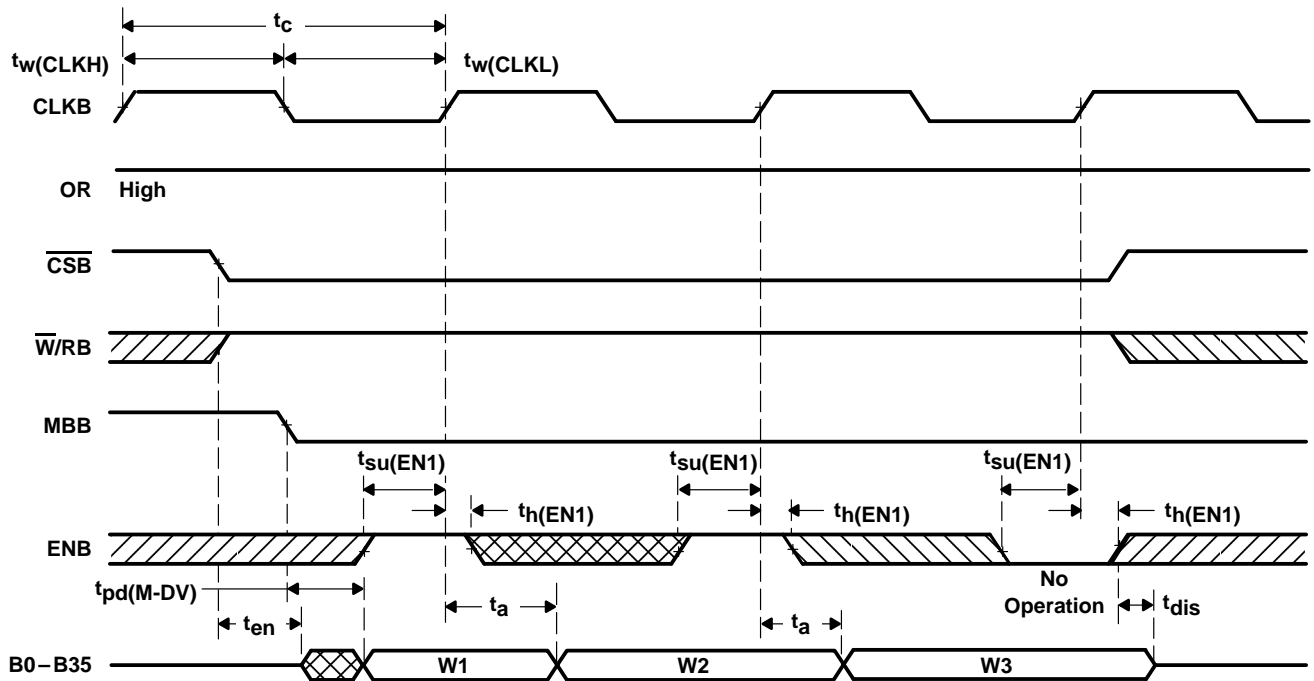 tc
tw(CLKH)
tw(CLKL)
CLKB
OR High
CSB
W/RB
MBB
tsu(EN1) tsu(EN1) tsu(EN1)
th(EN1) th(EN1) th(EN1)
ENB
No
Operation
tpd(M-DV)
ta
tdis
ten
ta
B0–B35 W1 W2 W3